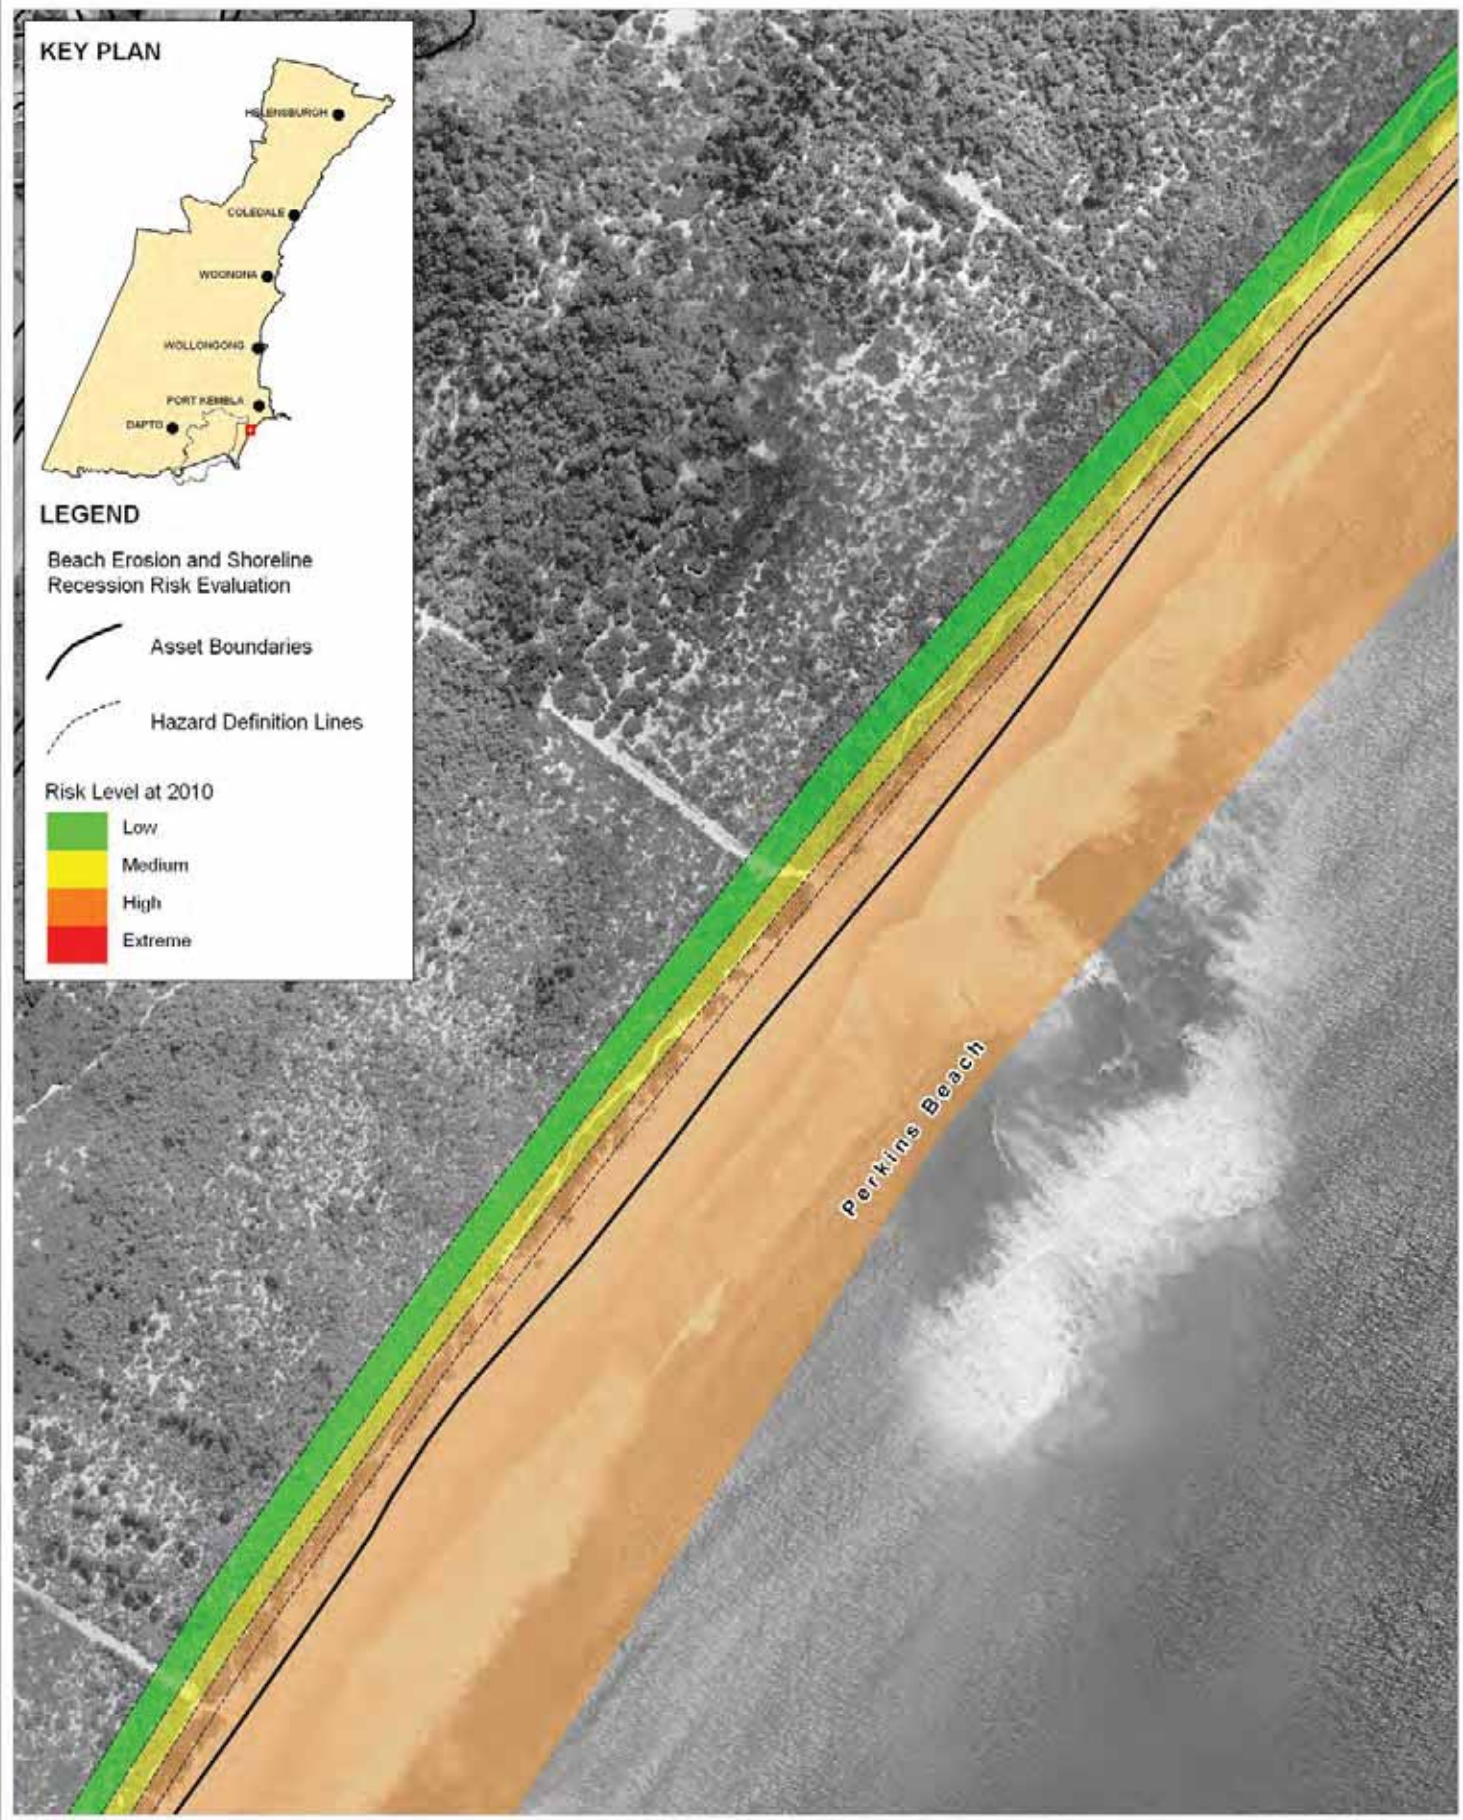 KEY PLAN
HELENSBURGH
COLEDALE
WOONONA
WOLLONGONG
PORT KEMBLA
DAPTO
LEGEND
Beach Erosion and Shoreline
Recession Risk Evaluation
Asset Boundaries
Hazard Definition Lines
Risk Level at 2010
Low
Medium
High
Extreme
Perkins Beach